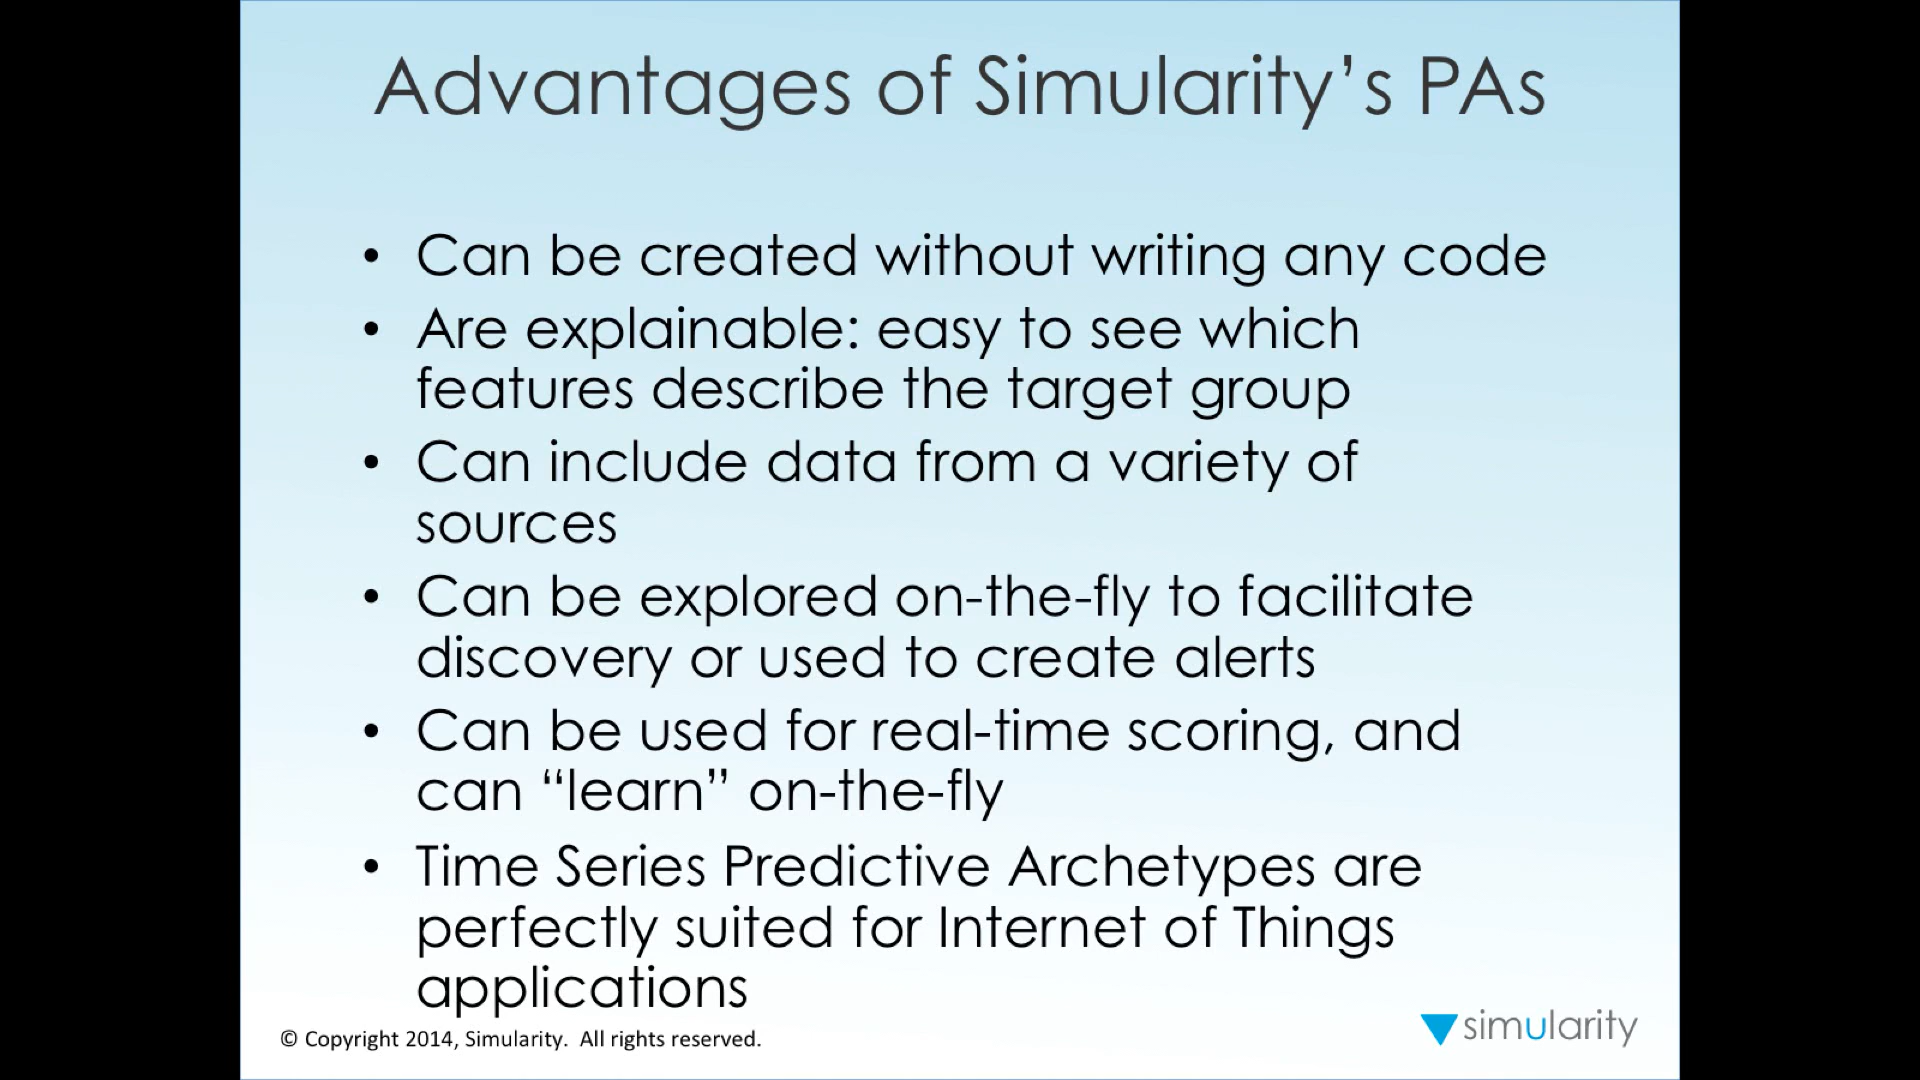 Advantages of Simularity’s PAs
• Can be created without writing any code
• Are explainable: easy to see which
features describe the target group
• Can include data from a variety of
sources
• Can be explored on-the-fly to facilitate
discovery or used to create alerts
• Can be used for real-time scoring, and
can “learn” on-the-fly
• Time Series Predictive Archetypes are
perfectly suited for Internet of Things
applications
© Copyright 2014, Simularity.  All rights reserved.
simularity